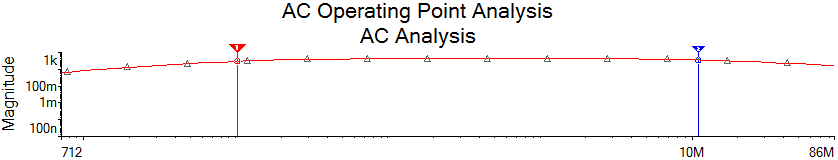 AC Operating Point Analysis
AC Analysis
Magnitude
1k
100m
1m
100n
712
10M
86M